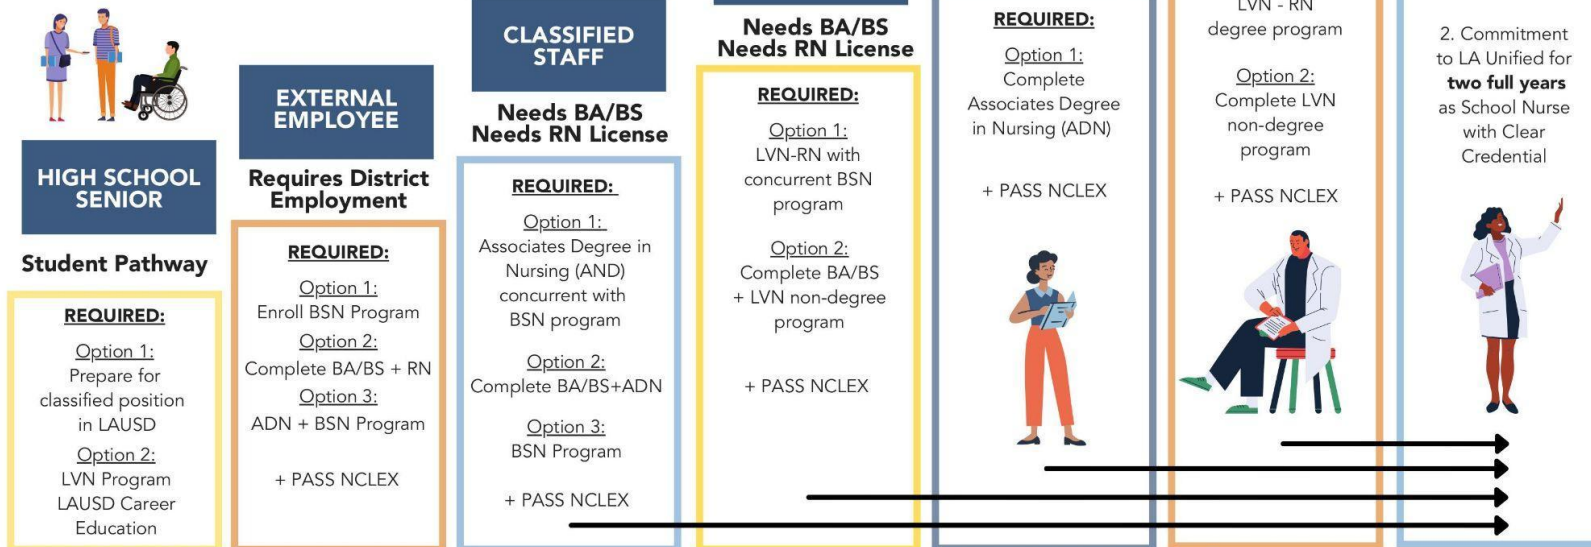 HIGH SCHOOL
SENIOR
Student Pathway
REQUIRED:
Option 1:
Prepare for
classified position
in LAUSD
Option 2:
LVN Program
LAUSD Career
Education
EXTERNAL
EMPLOYEE
Requires District
Employment
REQUIRED:
Option 1:
Enroll BSN Program
Option 2:
Complete BA/BS + RN
Option 3:
ADN + BSN Program
+ PASS NCLEX
CLASSIFIED
STAFF
Needs BA/BS
Needs RN License
REQUIRED:
Option 1:
Associates Degree in
Nursing (AND)
concurrent with
BSN program
Option 2:
Complete BA/BS+ADN
Option 3:
BSN Program
+ PASS NCLEX
Needs BA/BS
Needs RN License
REQUIRED:
Option 1:
LVN-RN with
concurrent BSN
program
Option 2:
Complete BA/BS
+ LVN non-degree
program
+ PASS NCLEX
REQUIRED:
Option 1:
Complete
Associates Degree
in Nursing (ADN)
+ PASS NCLEX
LVN - RN
degree program
Option 2:
Complete LVN
non-degree
program
+ PASS NCLEX
2. Commitment
to LA Unified for
two full years
as School Nurse
with Clear
Credential